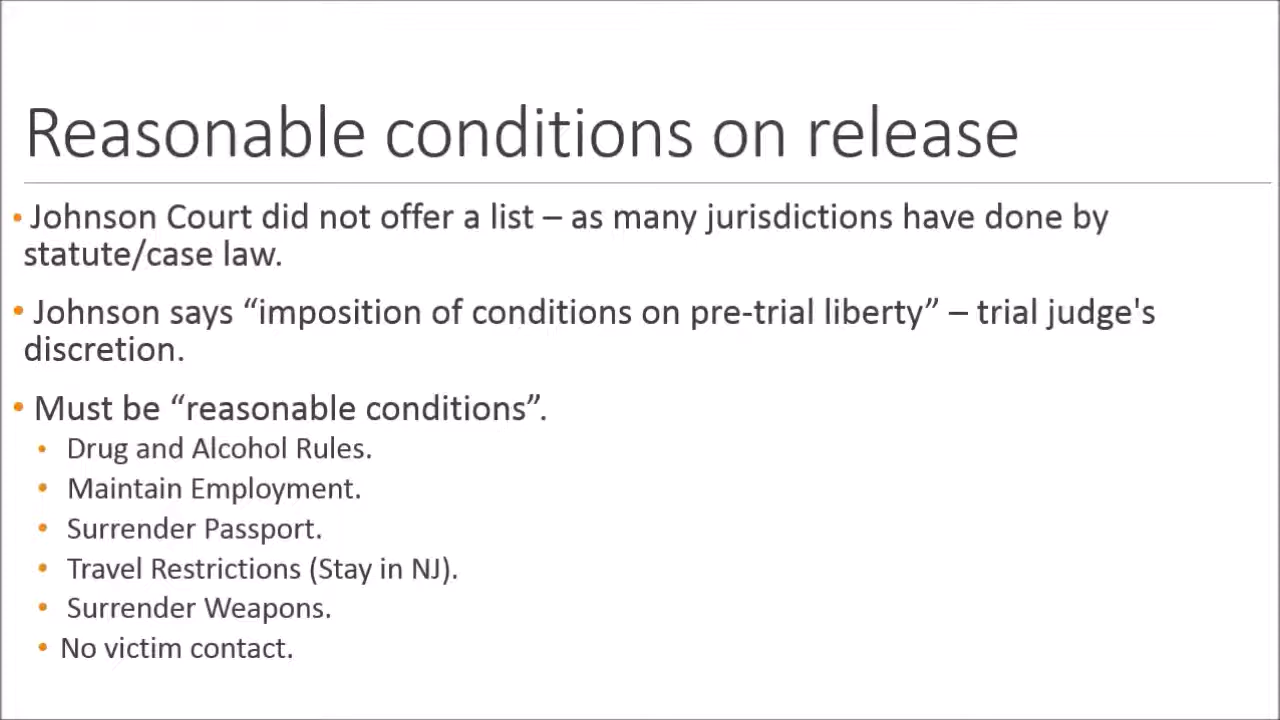 Reasonable conditions on release
• Johnson Court did not offer a list – as many jurisdictions have done by
statute/case law.
• Johnson says “imposition of conditions on pre-trial liberty” – trial judge's
discretion.
• Must be “reasonable conditions”.
• Drug and Alcohol Rules.
• Maintain Employment.
• Surrender Passport.
• Travel Restrictions (Stay in NJ).
• Surrender Weapons.
• No victim contact.